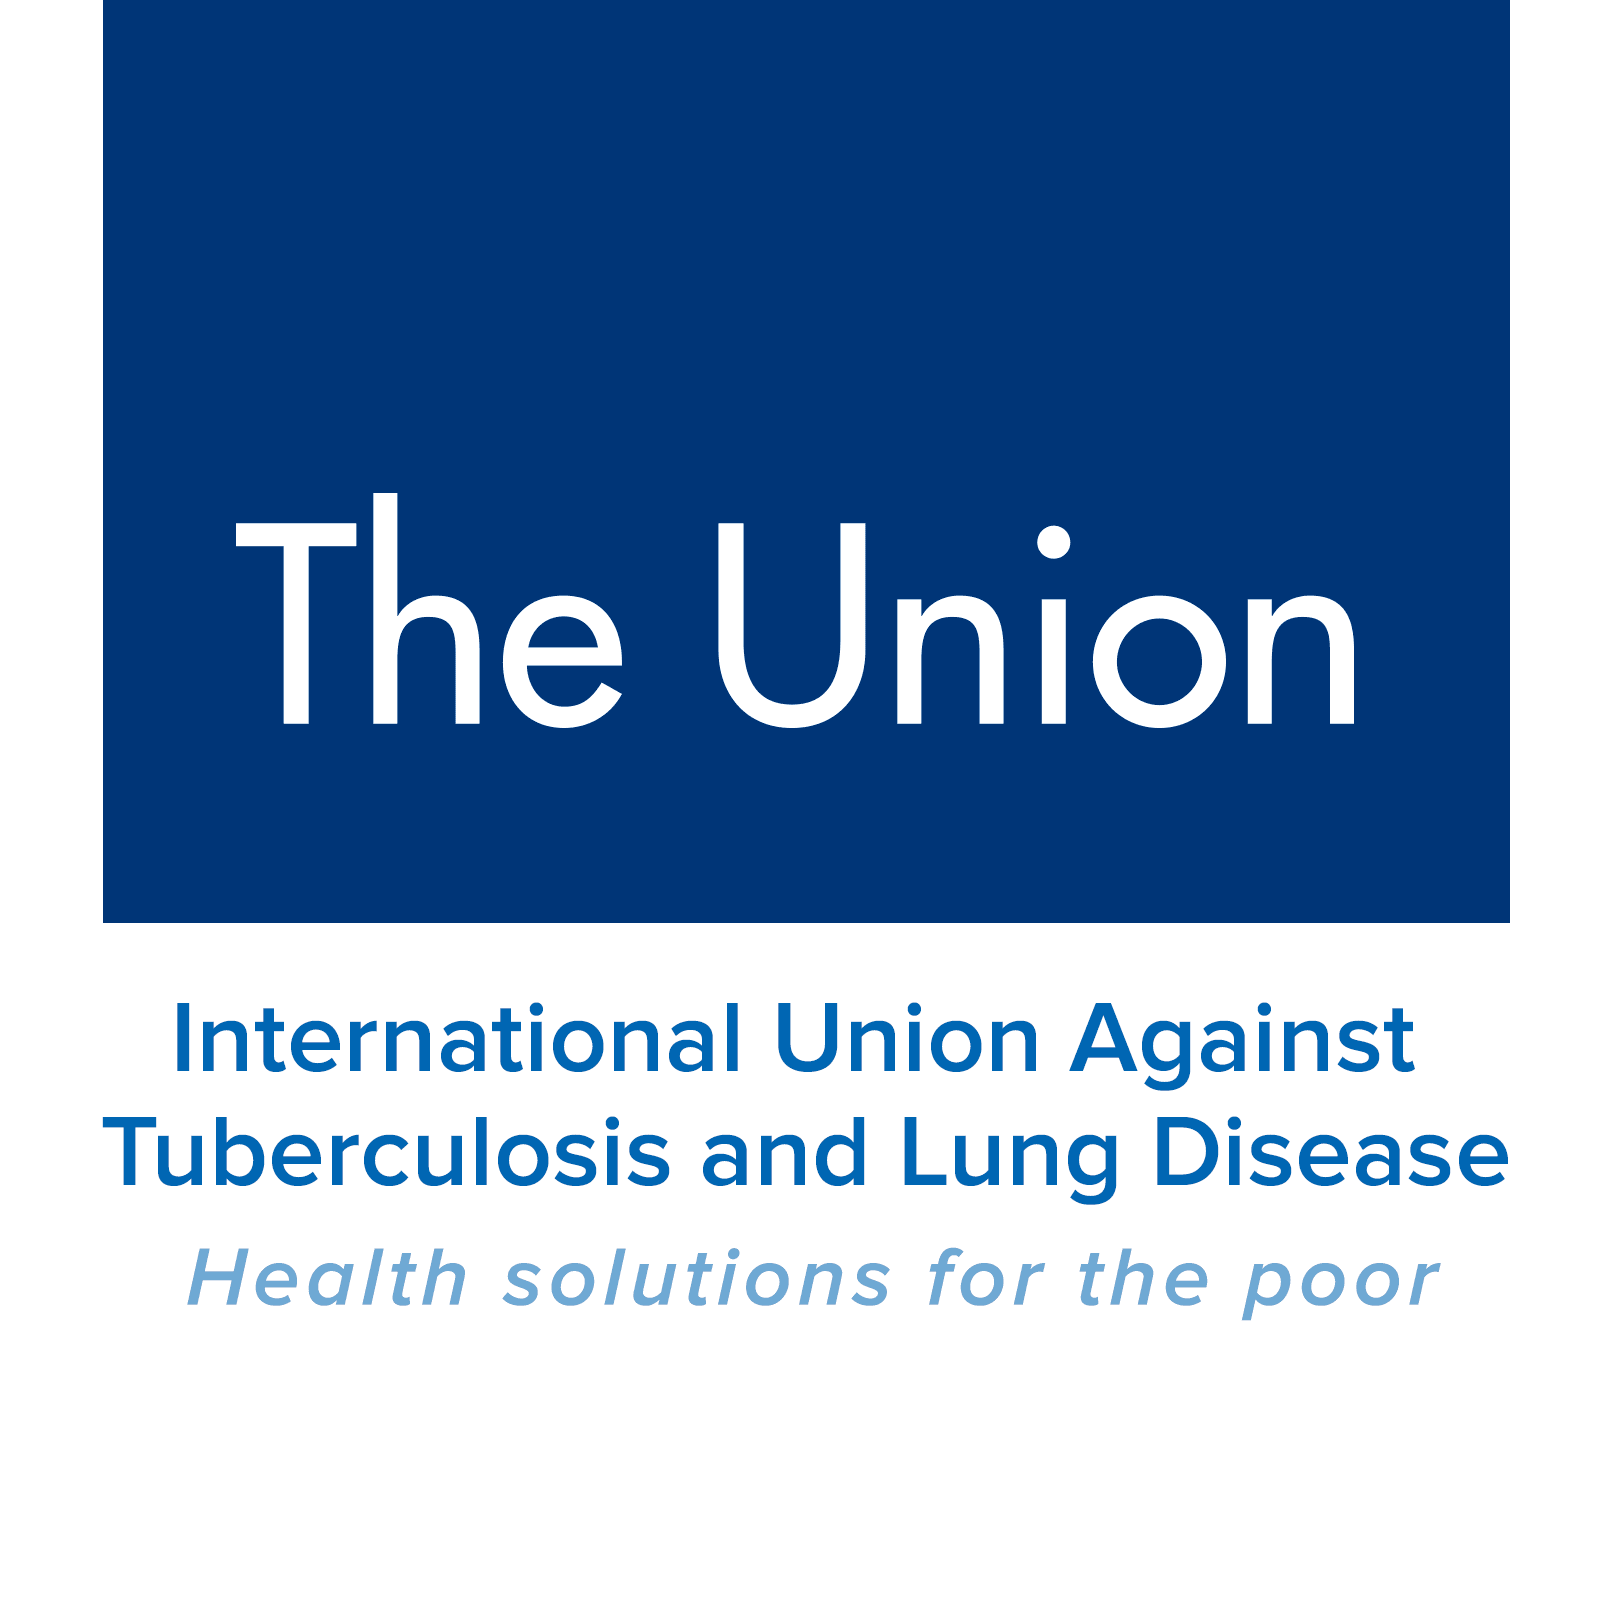 The Union
International Union Against
Tuberculosis and Lung Disease
Health solutions for the poor